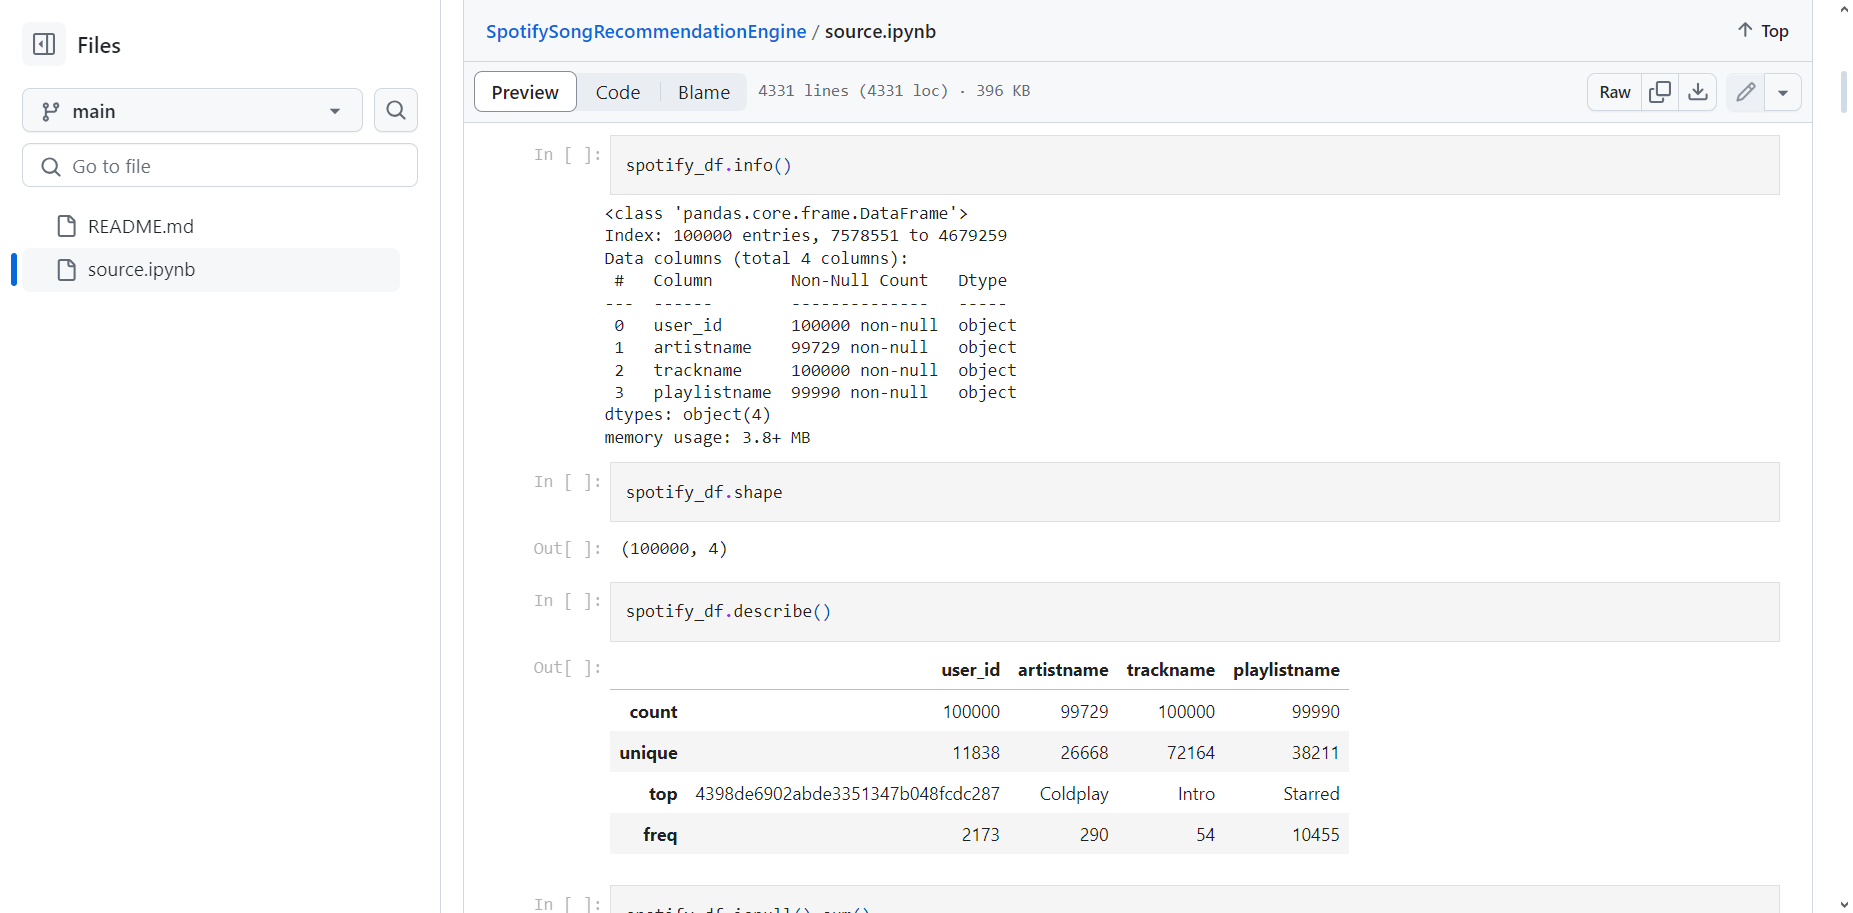 Files
main
Go to file
README.md
source.ipynb
SpotifySongRecommendationEngine / source.ipynb
Top
Preview Code Blame 4331 lines (4331 loc) · 396 KB
Raw
In [ ]: spotify_df.info()
<class 'pandas.core.frame.DataFrame'>
Index: 100000 entries, 7578551 to 4679259
Data columns (total 4 columns):
 #   Column        Non-Null Count   Dtype
---  ------        --------------   -----
 0   user_id       100000 non-null  object
 1   artistname    99729 non-null   object
 2   trackname     100000 non-null  object
 3   playlistname  99990 non-null   object
dtypes: object(4)
memory usage: 3.8+ MB
In [ ]: spotify_df.shape
Out[ ]: (100000, 4)
In [ ]: spotify_df.describe()
Out[ ]: user_id artistname trackname playlistname
count 100000 99729 100000 99990
unique 11838 26668 72164 38211
top 4398de6902abde3351347b048fcdc287 Coldplay Intro Starred
freq 2173 290 54 10455
In [ ]: spotify_df.isnull().sum()